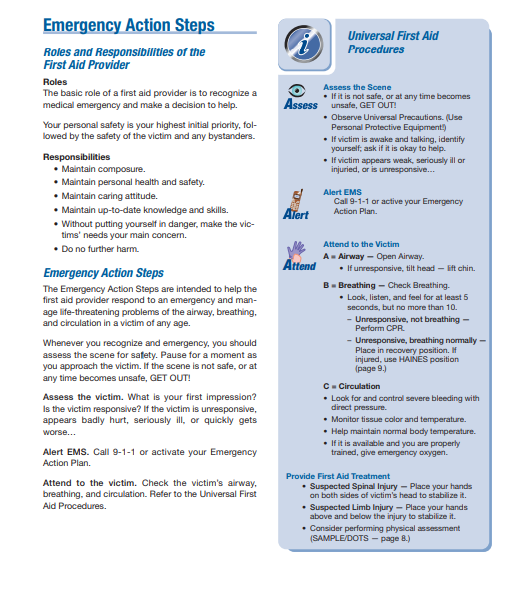 Emergency Action Steps
Roles and Responsibilities of the
First Aid Provider
Roles
The basic role of a first aid provider is to recognize a
medical emergency and make a decision to help.
Your personal safety is your highest initial priority, fol-
lowed by the safety of the victim and any bystanders.
Responsibilities
• Maintain composure.
• Maintain personal health and safety.
• Maintain caring attitude.
• Maintain up-to-date knowledge and skills.
• Without putting yourself in danger, make the vic-
tims' needs your main concern.
• Do no further harm.
Emergency Action Steps
The Emergency Action Steps are intended to help the
first aid provider respond to an emergency and man-
age life-threatening problems of the airway, breathing,
and circulation in a victim of any age.
Whenever you recognize and emergency, you should
assess the scene for safety. Pause for a moment as
you approach the victim. If the scene is not safe, or at
any time becomes unsafe, GET OUT!
Assess the victim. What is your first impression?
Is the victim responsive? If the victim is unresponsive,
appears badly hurt, seriously ill, or quickly gets
worse…
Alert EMS. Call 9-1-1 or activate your Emergency
Action Plan.
Attend to the victim. Check the victim's airway,
breathing, and circulation. Refer to the Universal First
Aid Procedures.
i
Universal First Aid
Procedures
Assess
Assess the Scene
• If it is not safe, or at any time becomes
unsafe, GET OUT!
• Observe Universal Precautions. (Use
Personal Protective Equipment!)
• If victim is awake and talking, identify
yourself; ask if it is okay to help.
• If victim appears weak, seriously ill or
injured, or is unresponsive…
Alert
Alert EMS
Call 9-1-1 or active your Emergency
Action Plan.
Attend
Attend to the Victim
A = Airway — Open Airway.
• If unresponsive, tilt head — lift chin.
B = Breathing — Check Breathing.
• Look, listen, and feel for at least 5
seconds, but no more 10.
– Unresponsive, not breathing —
Perform CPR.
– Unresponsive, breathing normally —
Place in recovery position. If
injured, use HAINES position
(page 9.)
C = Circulation
• Look for and control severe bleeding with
direct pressure.
• Monitor tissue color and temperature.
• Help maintain normal body temperature.
• If it is available and you are properly
trained, give emergency oxygen.
Provide First Aid Treatment
• Suspected Spinal Injury — Place your hands
on both sides of victim's head to stabilize it.
• Suspected Limb Injury — Place your hands
above and below the injury to stabilize it.
• Consider performing physical assessment
(SAMPLE/DOTS — page 8.)